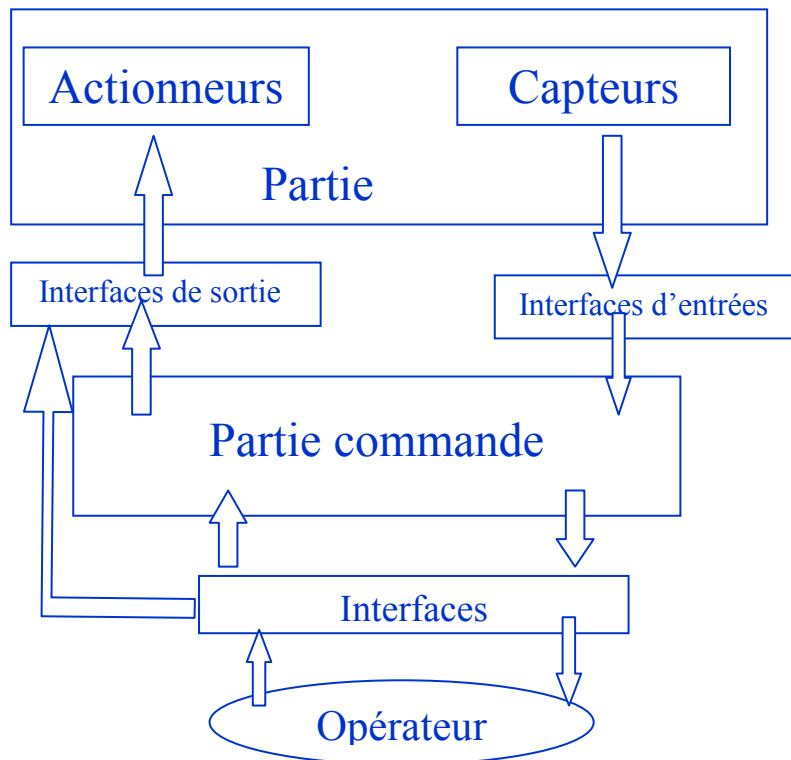 Actionneurs
Capteurs
Partie
Interfaces de sortie
Interfaces d’entrées
Partie commande
Interfaces
Opérateur